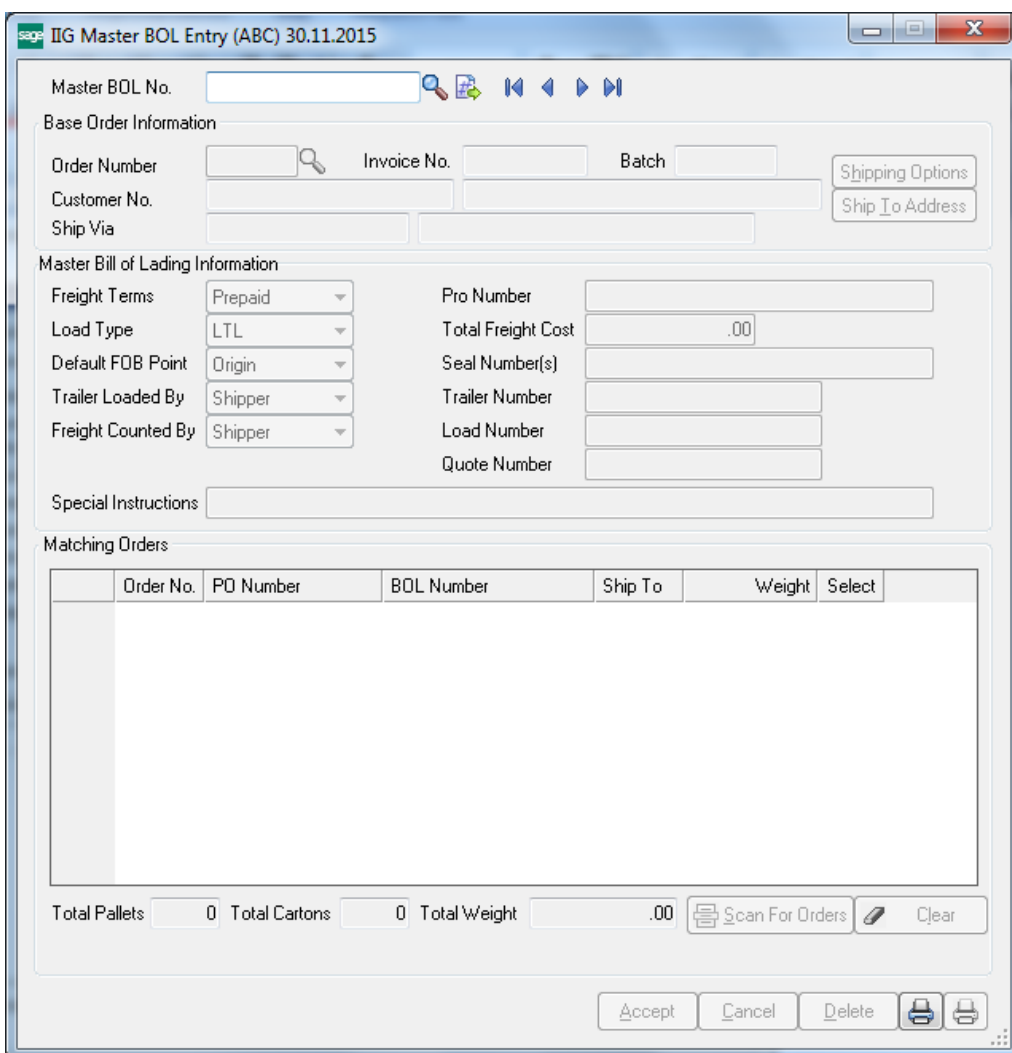 sage IIG Master BOL Entry (ABC) 30.11.2015
Master BOL No.
Base Order Information
Order Number Invoice No. Batch Shipping Options
Customer No. Ship To Address
Ship Via
Master Bill of Lading Information
Freight Terms Prepaid Pro Number
Load Type LTL Total Freight Cost .00
Default FOB Point Origin Seal Number(s)
Trailer Loaded By Shipper Trailer Number
Freight Counted By Shipper Load Number
Quote Number
Special Instructions
Matching Orders
Order No. PO Number BOL Number Ship To Weight Select
Total Pallets 0 Total Cartons 0 Total Weight .00 Scan For Orders Clear
Accept Cancel Delete